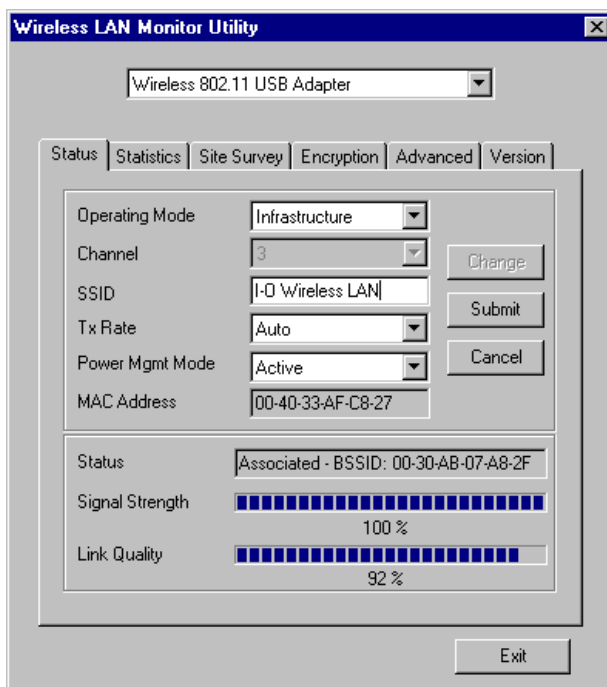 Wireless LAN Monitor Utility
Wireless 802.11 USB Adapter
Status Statistics Site Survey Encryption Advanced Version
Operating Mode Infrastructure
Channel 3 Change
SSID I-O Wireless LAN
Submit
Tx Rate Auto
Cancel
Power Mgmt Mode Active
MAC Address 00-40-33-AF-C8-27
Status Associated - BSSID: 00-30-AB-07-A8-2F
Signal Strength
100 %
Link Quality
92 %
Exit